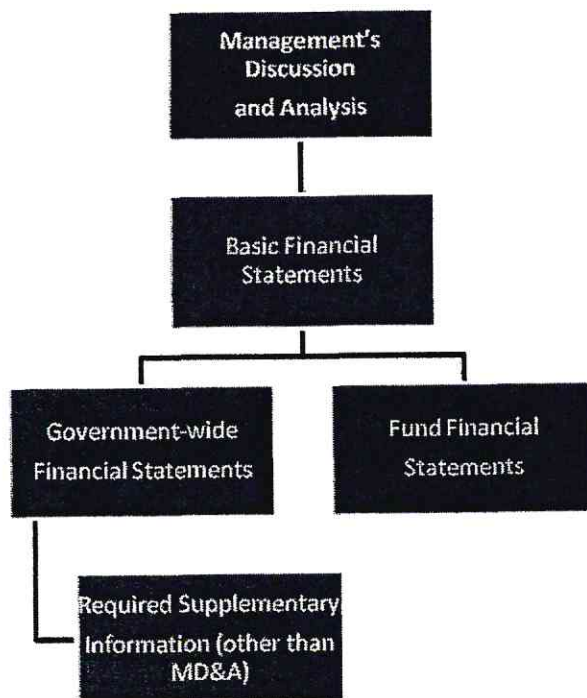 Management's
Discussion
and Analysis
Basic Financial
Statements
Government-wide
Financial Statements
Fund Financial
Statements
Required Supplementary
Information (other than
MD&A)